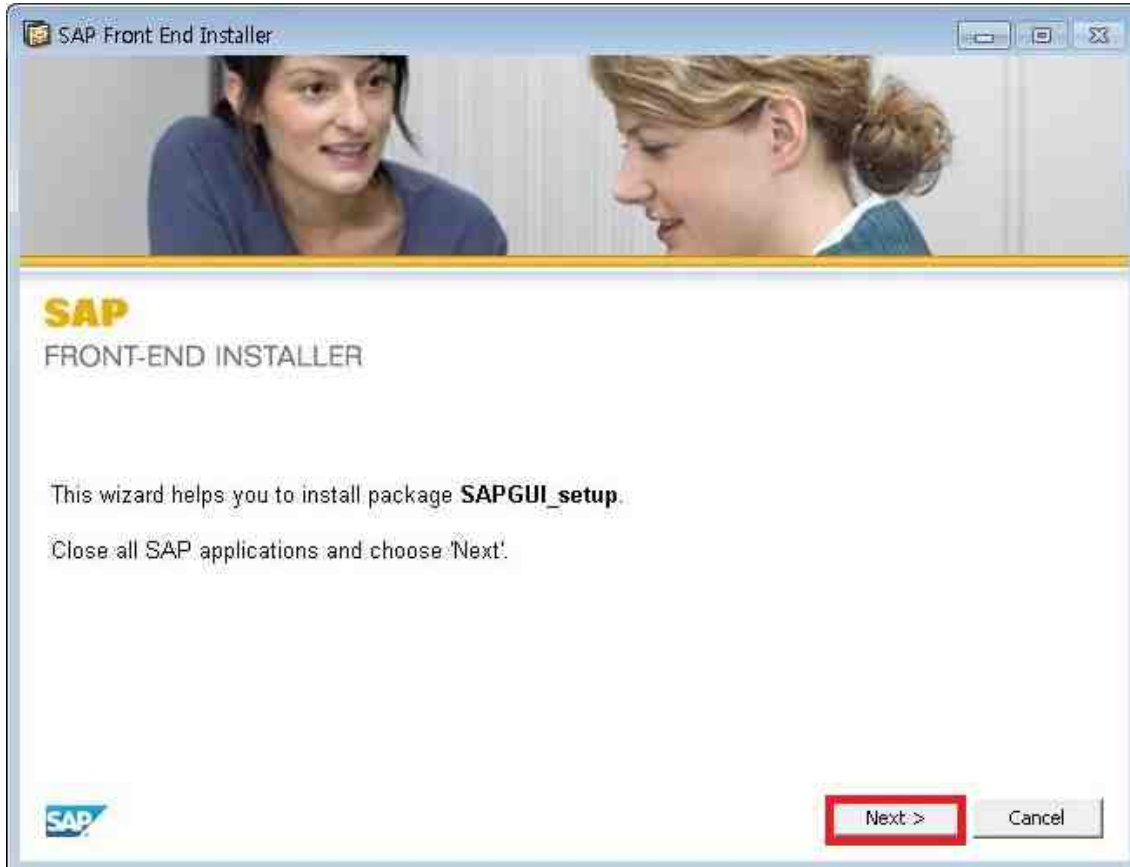 SAP Front End Installer
SAP
FRONT-END INSTALLER
This wizard helps you to install package SAPGUI_setup.
Close all SAP applications and choose 'Next'.
SAP
Next >
Cancel